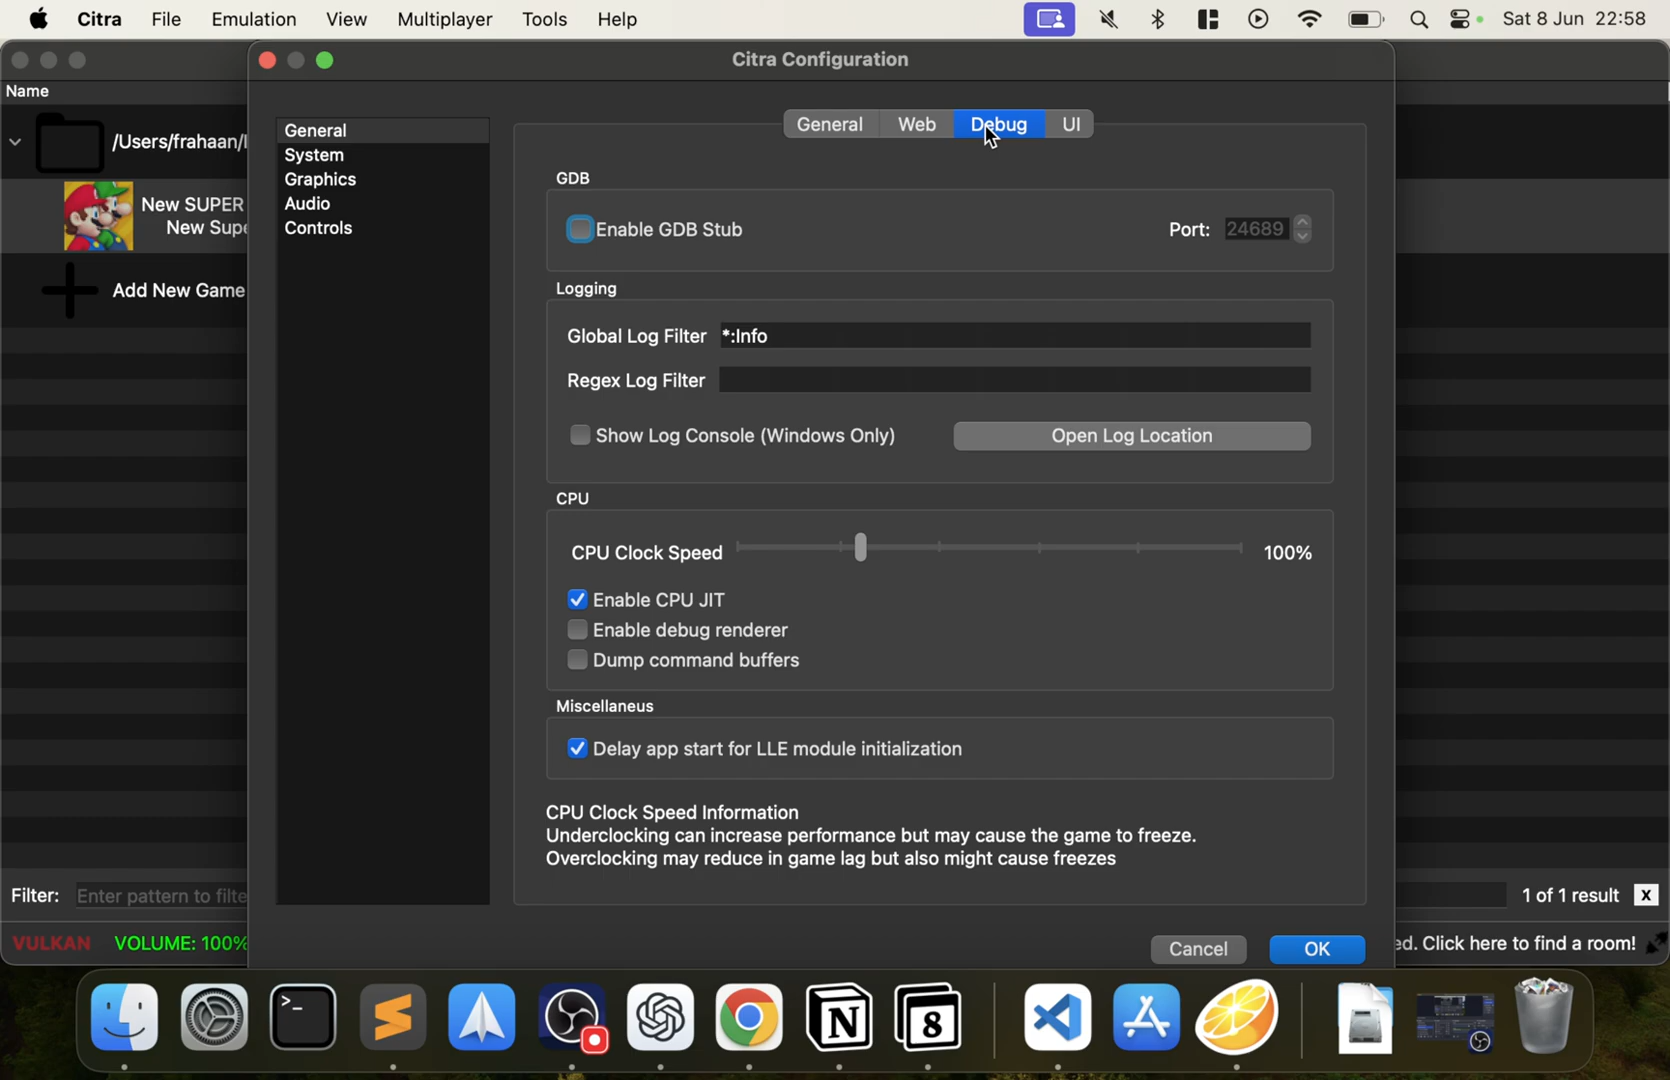 Citra File Emulation View Multiplayer Tools Help Sat 8 Jun 22:58
Citra Configuration
Name
/Users/frahaan/
New SUPER
New Supe
Add New Game
General
System
Graphics
Audio
Controls
General Web Debug UI
GDB
Enable GDB Stub Port: 24689
Logging
Global Log Filter *:Info
Regex Log Filter
Show Log Console (Windows Only) Open Log Location
CPU
CPU Clock Speed 100%
Enable CPU JIT
Enable debug renderer
Dump command buffers
Miscellaneus
Delay app start for LLE module initialization
CPU Clock Speed Information
Underclocking can increase performance but may cause the game to freeze.
Overclocking may reduce in game lag but also might cause freezes
Filter: Enter pattern to filte 1 of 1 result X
Cancel OK
VULKAN VOLUME: 100% ed. Click here to find a room!
>_ N 8